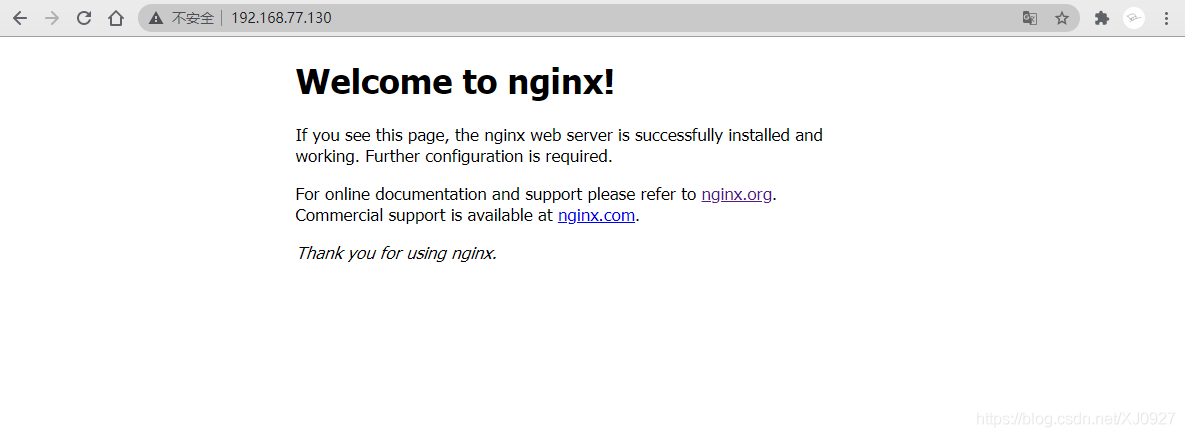 不安全 192.168.77.130
Welcome to nginx!
If you see this page, the nginx web server is successfully installed and
working. Further configuration is required.
For online documentation and support please refer to nginx.org.
Commercial support is available at nginx.com.
Thank you for using nginx.
https://blog.csdn.net/XJ0927